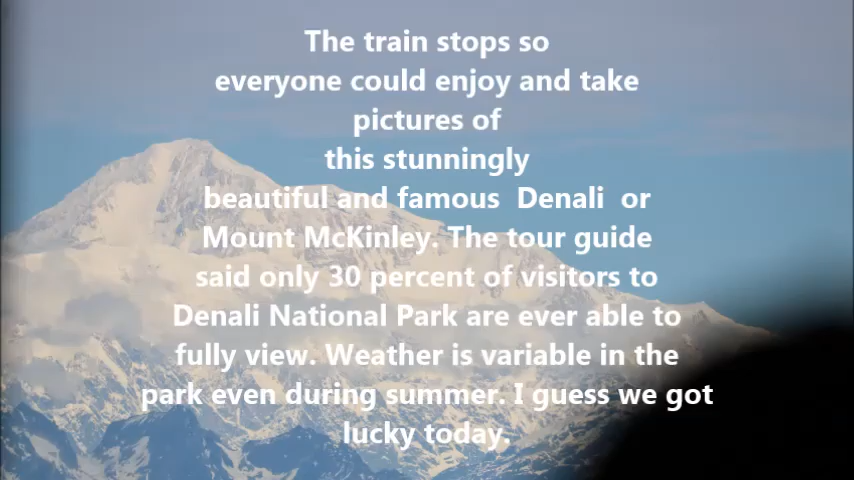 The train stops so
everyone could enjoy and take
pictures of
this stunningly
beautiful and famous  Denali  or
Mount McKinley. The tour guide
said only 30 percent of visitors to
Denali National Park are ever able to
fully view. Weather is variable in the
park even during summer. I guess we got
lucky today.